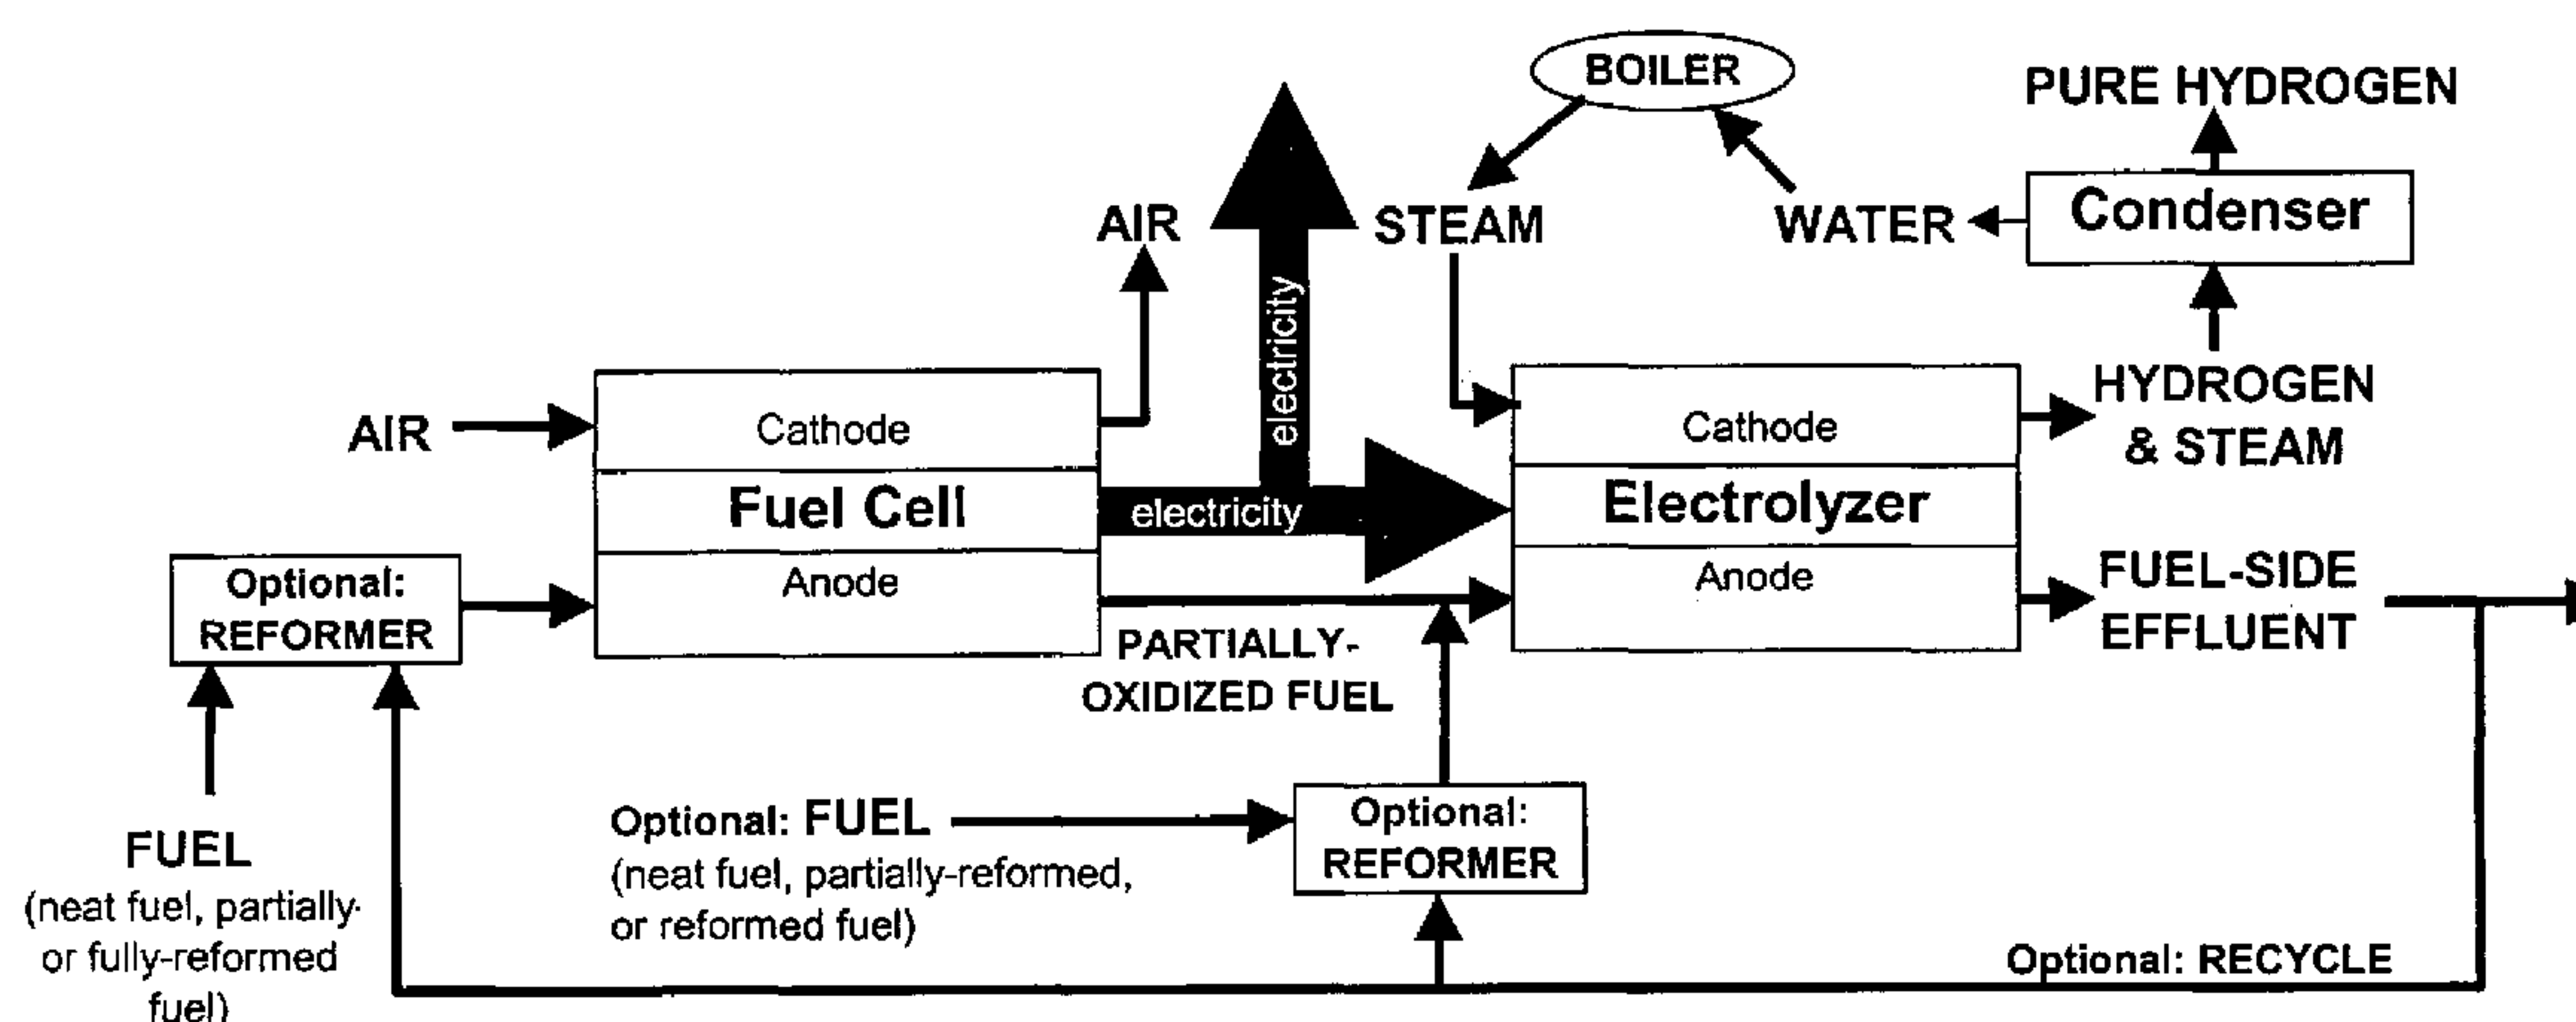 BOILER
PURE HYDROGEN
Condenser
AIR
STEAM
WATER
electricity
HYDROGEN
& STEAM
AIR
Cathode
Fuel Cell
Anode
electricity
Cathode
Electrolyzer
Anode
FUEL-SIDE
EFFLUENT
Optional:
REFORMER
PARTIALLY-
OXIDIZED FUEL
FUEL
(neat fuel, partially-
or fully-reformed
fuel)
Optional: FUEL
(neat fuel, partially-reformed,
or reformed fuel)
Optional:
REFORMER
Optional: RECYCLE